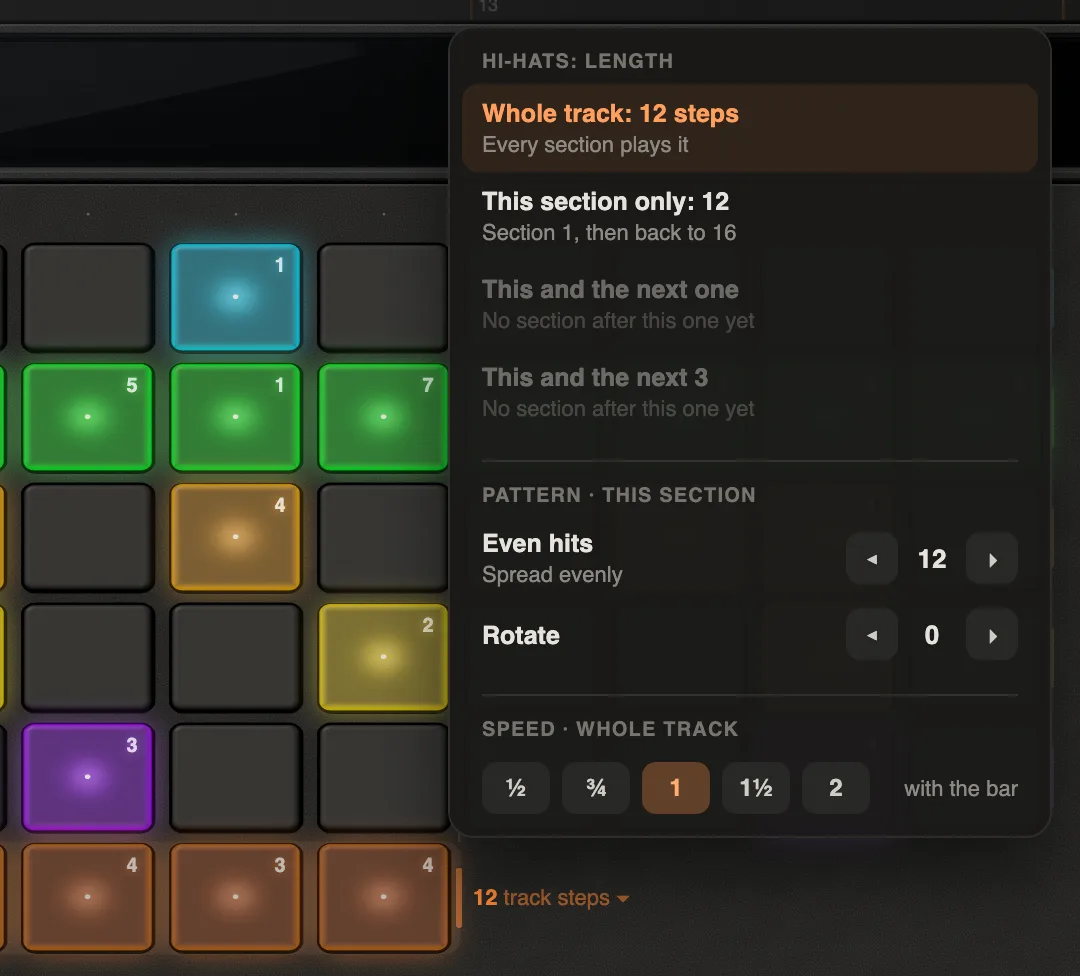 13
HI-HATS: LENGTH
Whole track: 12 steps
Every section plays it
This section only: 12
Section 1, then back to 16
This and the next one
No section after this one yet
This and the next 3
No section after this one yet
PATTERN · THIS SECTION
Even hits
Spread evenly
◂ 12 ▸
Rotate
◂ 0 ▸
SPEED · WHOLE TRACK
½ ¾ 1 1½ 2 with the bar
1
5 1 7
4
2
3
4 3 4
12 track steps